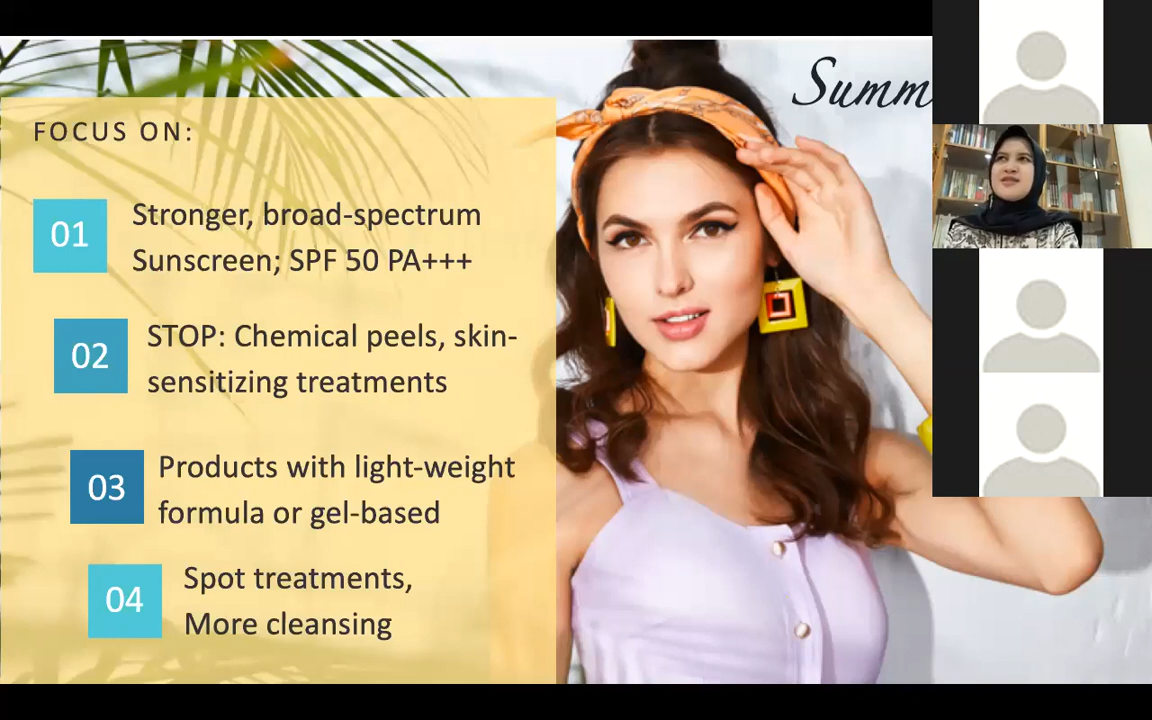 Summ
FOCUS ON:
01
Stronger, broad-spectrum
Sunscreen; SPF 50 PA+++
02
STOP: Chemical peels, skin-
sensitizing treatments
03
Products with light-weight
formula or gel-based
04
Spot treatments,
More cleansing